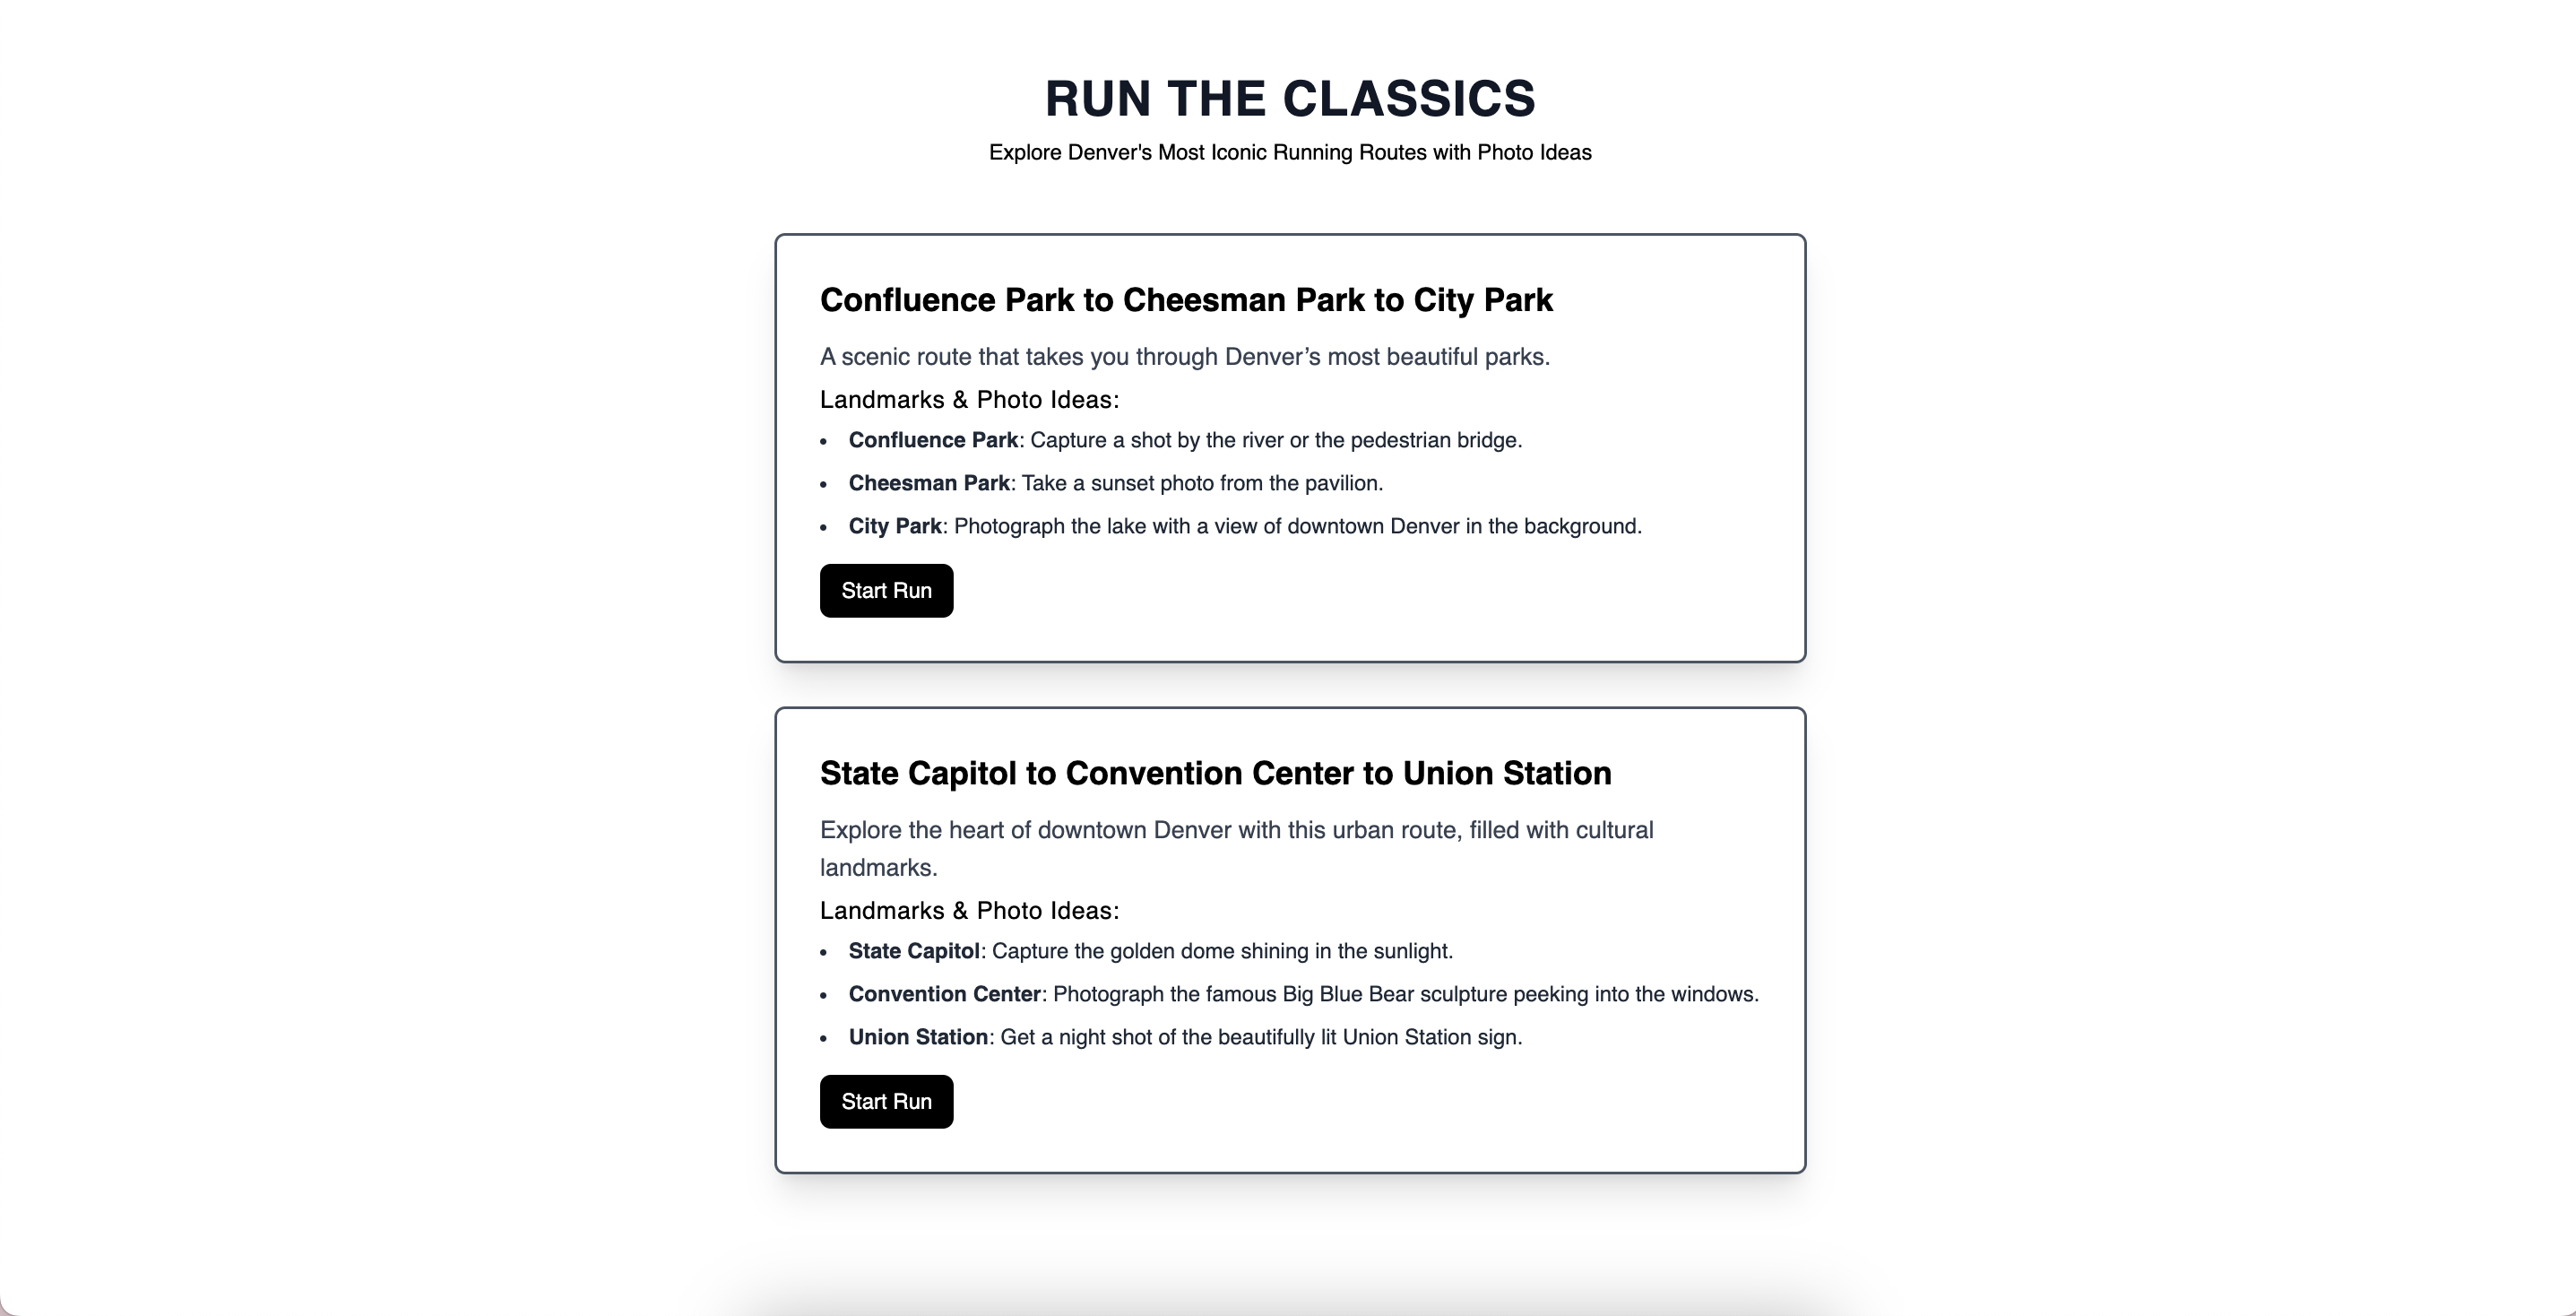 RUN THE CLASSICS
Explore Denver's Most Iconic Running Routes with Photo Ideas
Confluence Park to Cheesman Park to City Park
A scenic route that takes you through Denver’s most beautiful parks.
Landmarks & Photo Ideas:
• Confluence Park: Capture a shot by the river or the pedestrian bridge.
• Cheesman Park: Take a sunset photo from the pavilion.
• City Park: Photograph the lake with a view of downtown Denver in the background.
Start Run
State Capitol to Convention Center to Union Station
Explore the heart of downtown Denver with this urban route, filled with cultural
landmarks.
Landmarks & Photo Ideas:
• State Capitol: Capture the golden dome shining in the sunlight.
• Convention Center: Photograph the famous Big Blue Bear sculpture peeking into the windows.
• Union Station: Get a night shot of the beautifully lit Union Station sign.
Start Run